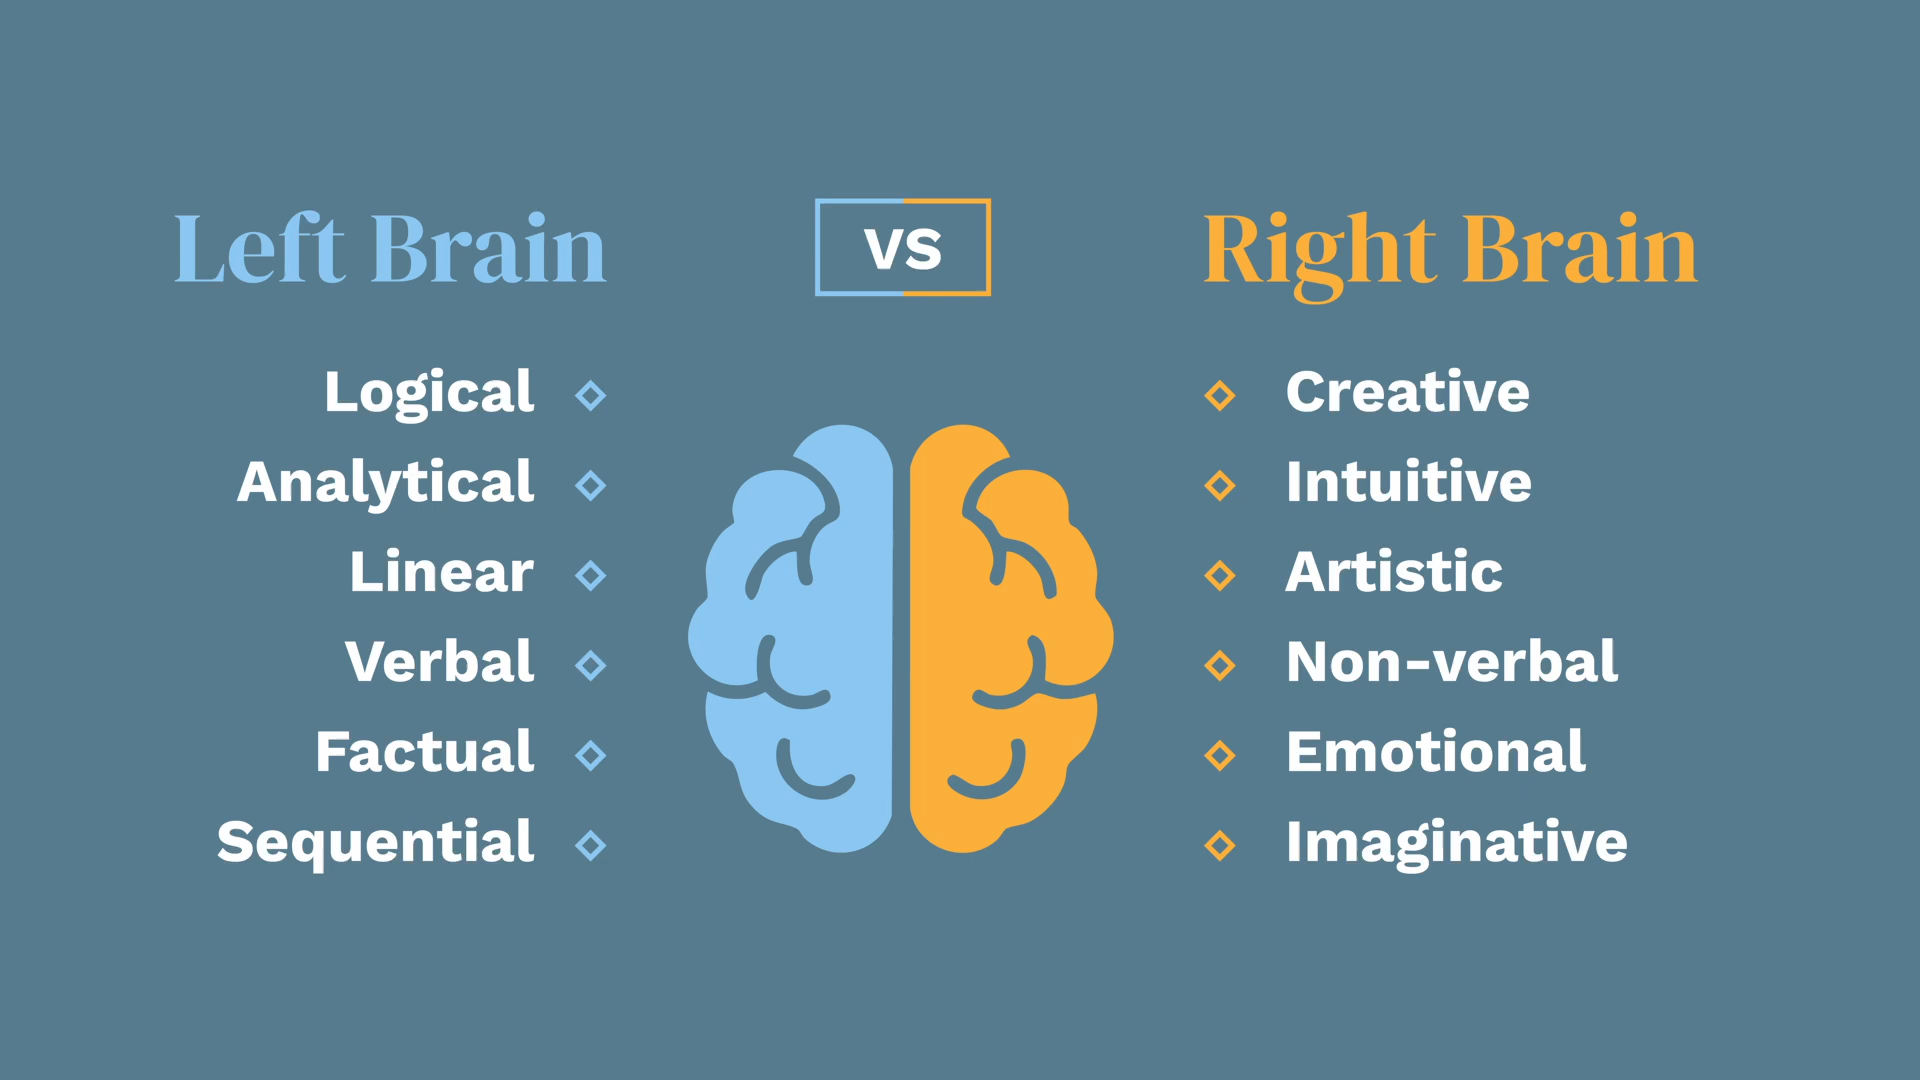 Left Brain
VS
Right Brain
Logical
Analytical
Linear
Verbal
Factual
Sequential
Creative
Intuitive
Artistic
Non-verbal
Emotional
Imaginative